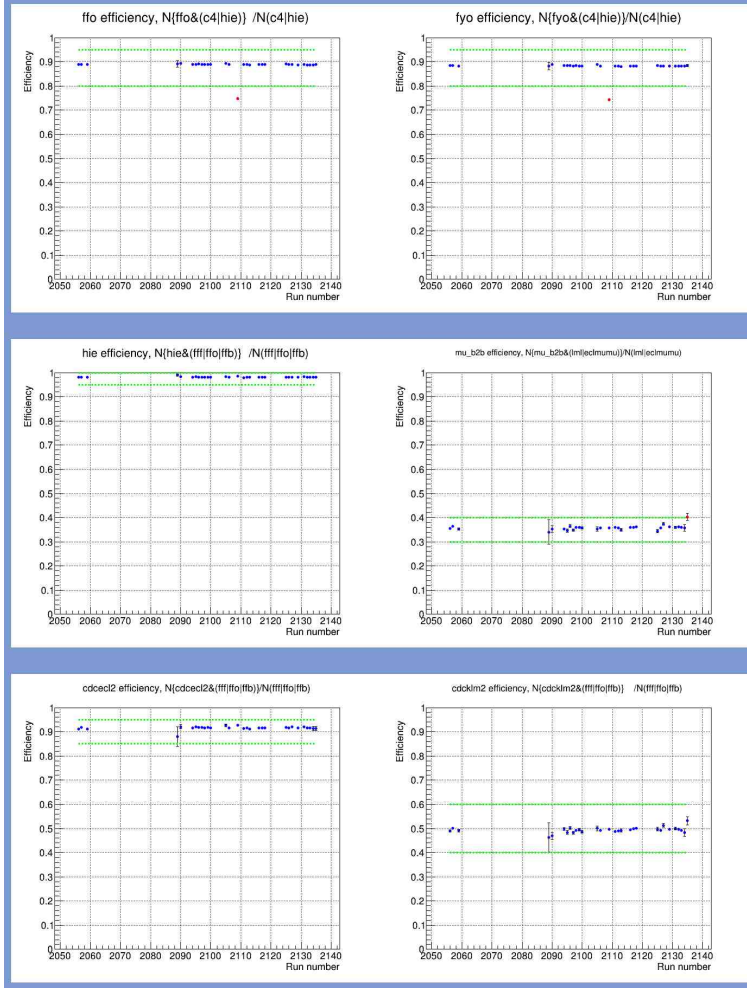 ffo efficiency, N{ffo&(c4|hie)} /N(c4|hie)
Efficiency
1
0.9
0.8
0.7
0.6
0.5
0.4
0.3
0.2
0.1
0
2050 2060 2070 2080 2090 2100 2110 2120 2130 2140
Run number
fyo efficiency, N{fyo&(c4|hie)}/N(c4|hie)
Efficiency
1
0.9
0.8
0.7
0.6
0.5
0.4
0.3
0.2
0.1
0
2050 2060 2070 2080 2090 2100 2110 2120 2130 2140
Run number
hie efficiency, N{hie&(fff|ffo|ffb)} /N(fff|ffo|ffb)
Efficiency
1
0.9
0.8
0.7
0.6
0.5
0.4
0.3
0.2
0.1
0
2050 2060 2070 2080 2090 2100 2110 2120 2130 2140
Run number
mu_b2b efficiency, N{mu_b2b&(lml|eclmumu)}/N(lml|eclmumu)
Efficiency
1
0.9
0.8
0.7
0.6
0.5
0.4
0.3
0.2
0.1
0
2050 2060 2070 2080 2090 2100 2110 2120 2130 2140
Run number
cdcecl2 efficiency, N{cdcecl2&(fff|ffo|ffb)}/N(fff|ffo|ffb)
Efficiency
1
0.9
0.8
0.7
0.6
0.5
0.4
0.3
0.2
0.1
0
2050 2060 2070 2080 2090 2100 2110 2120 2130 2140
Run number
cdcklm2 efficiency, N{cdcklm2&(fff|ffo|ffb)} /N(fff|ffo|ffb)
Efficiency
1
0.9
0.8
0.7
0.6
0.5
0.4
0.3
0.2
0.1
0
2050 2060 2070 2080 2090 2100 2110 2120 2130 2140
Run number